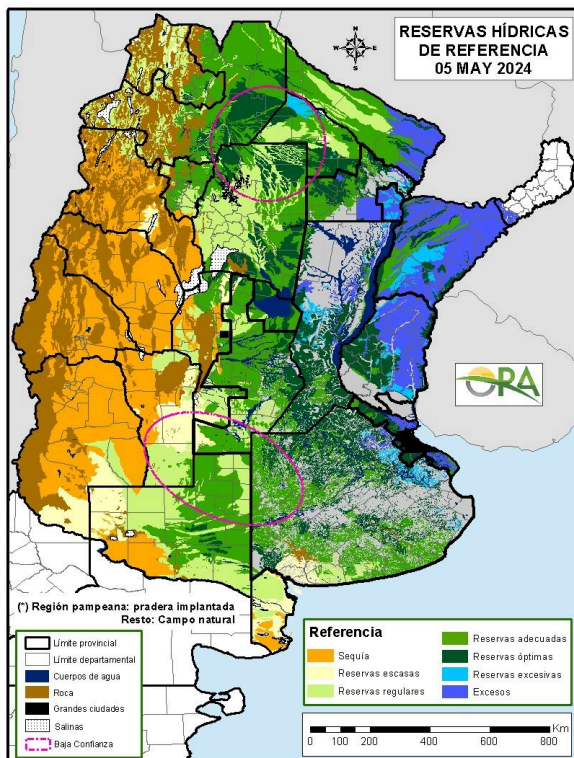 RESERVAS HÍDRICAS
DE REFERENCIA
05 MAY 2024
N
W E
S
ORA
(*) Región pampeana: pradera implantada
Resto: Campo natural
Límite provincial
Límite departamental
Cuerpos de agua
Roca
Grandes ciudades
Salinas
Baja Confianza
Referencia
Sequía
Reservas escasas
Reservas regulares
Reservas adecuadas
Reservas óptimas
Reservas excesivas
Excesos
Km
0 100 200 400 600 800